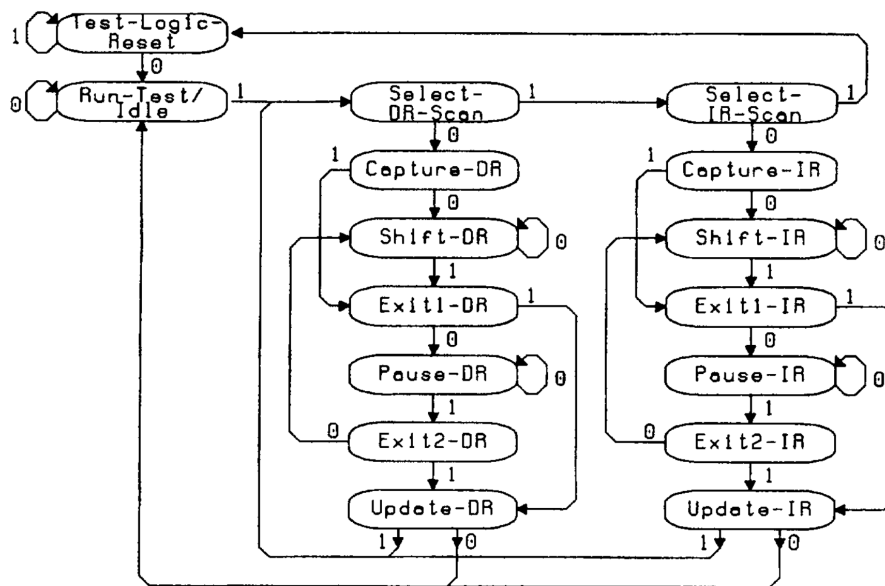 Test-Logic-
Reset
1
0
Run-Test/
Idle
0
1
Select-
DR-Scan
1
Select-
IR-Scan
1
0
0
1
Capture-DR
1
Capture-IR
0
0
Shift-DR
0
Shift-IR
0
1
1
Exit1-DR
1
Exit1-IR
1
0
0
Pause-DR
0
Pause-IR
0
1
1
0
Exit2-DR
0
Exit2-IR
1
1
Update-DR
Update-IR
1
0
1
0